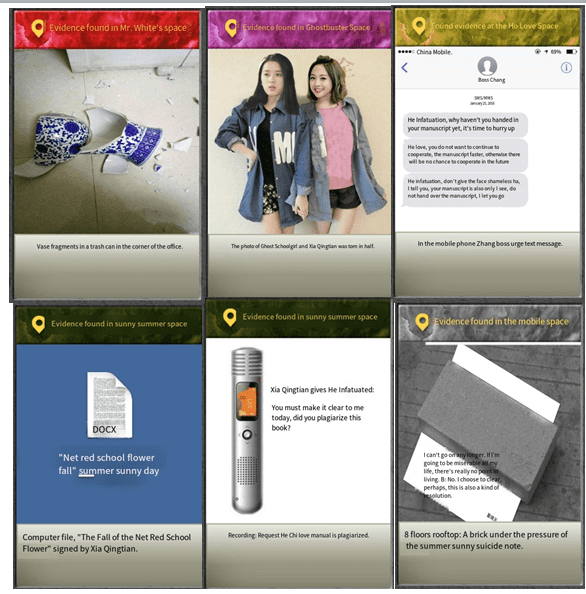 Evidence found in Mr. White's space
Vase fragments in a trash can in the corner of the office.
Evidence found in Ghostbuster Space
The photo of Ghost Schoolgirl and Xia Qingtian was torn in half.
Found evidence at the Ho Love Space
China Mobile.
69%
Boss Chang
SMS/MMS
He Infatuation, why haven't you handed in
your manuscript yet, it's time to hurry up
He love, you do not want to continue to
cooperate, the manuscript faster, otherwise there
will be no chance to cooperate in the future
He infatuation, don't give the face shameless ha,
I tell you, your manuscript is also only I see, do
not hand over the manuscript, I let you go
In the mobile phone Zhang boss urge text message.
Evidence found in sunny summer space
DOCX
"Net red school flower
fall" summer sunny day
Computer file, "The Fall of the Net Red School
Flower" signed by Xia Qingtian.
Evidence found in sunny summer space
Xia Qingtian gives He Infatuated:
You must make it clear to me
today, did you plagiarize this
book?
Recording: Request He Chi love manual is plagiarized.
Evidence found in the mobile space
I can't go on any longer. If I'm
going to be miserable all my
life, there's really no point in
living. B: No. I choose to clear,
perhaps, this is also a kind of
resolution.
8 floors rooftop: A brick under the pressure of
the summer sunny suicide note.